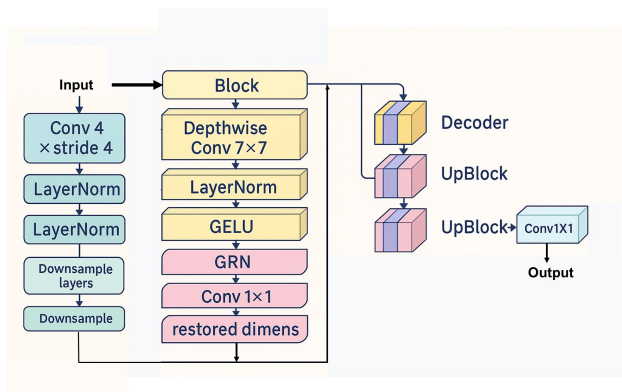 Input
Conv 4
× stride 4
LayerNorm
LayerNorm
Downsample
layers
Downsample
Block
Depthwise
Conv 7×7
LayerNorm
GELU
GRN
Conv 1×1
restored dimens
Decoder
UpBlock
UpBlock
Conv1X1
Output